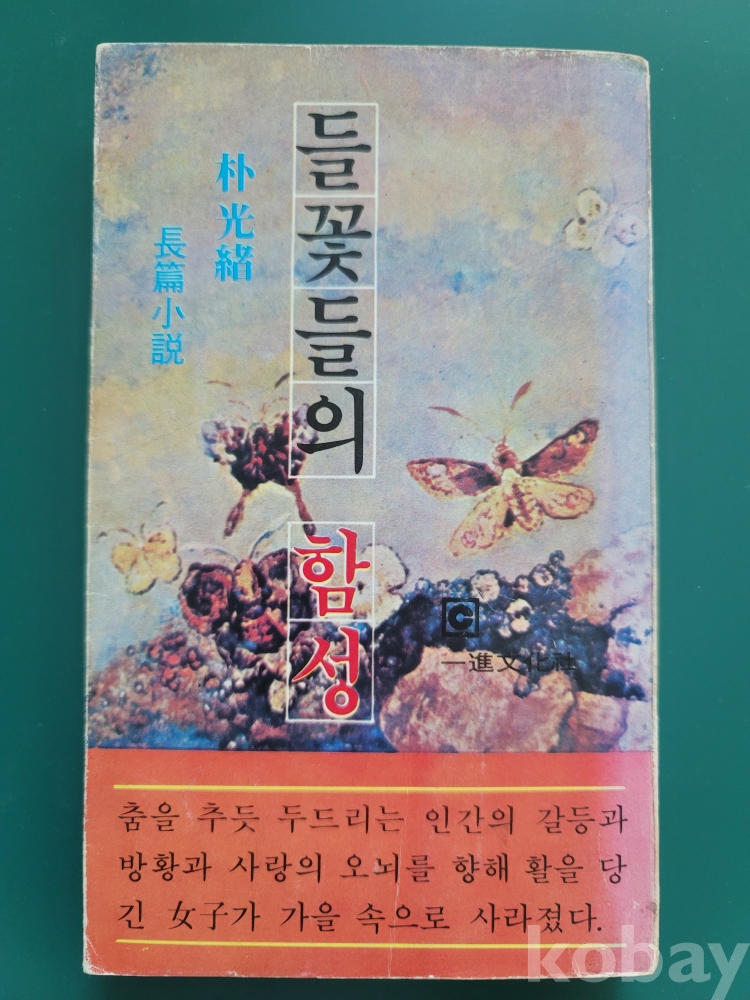 들꽃들의 함성
朴光緖
長篇小説
C
一進文化社
춤을 추듯 두드리는 인간의 갈등과
방황과 사랑의 오뇌를 향해 활을 당
긴 女子가 가을 속으로 사라졌다.
kobay